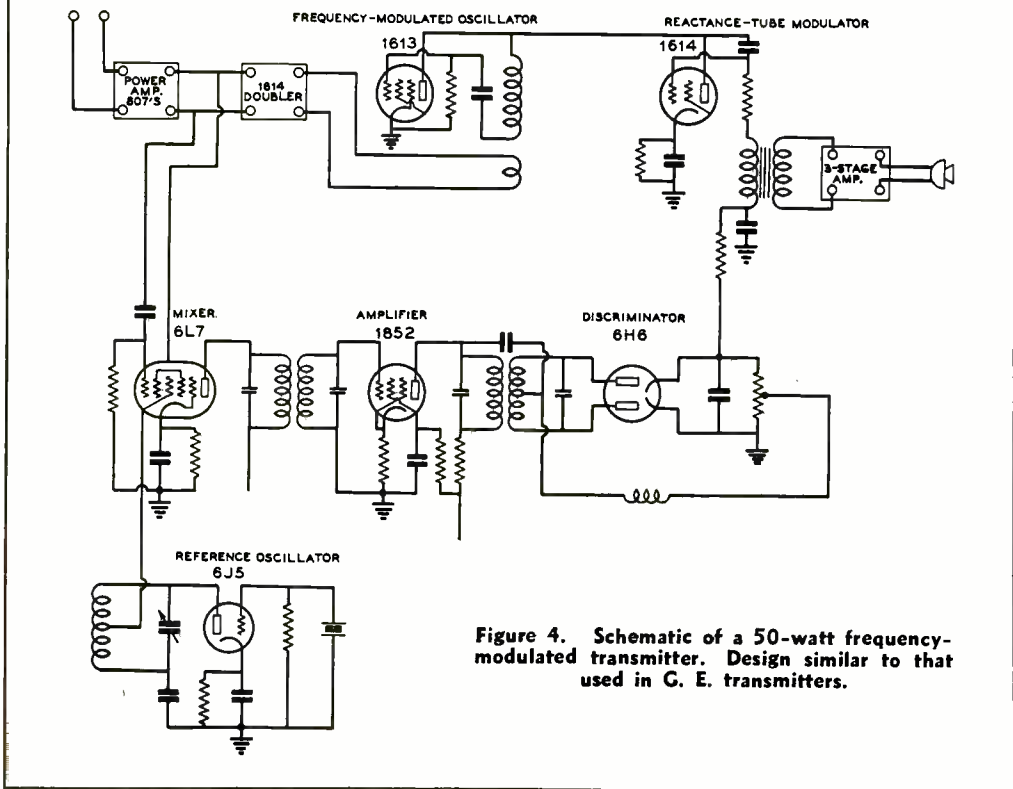 FREQUENCY-MODULATED OSCILLATOR
REACTANCE-TUBE MODULATOR
1613
1614
POWER
AMP.
807'S
1614
DOUBLER
3-STAGE
AMP.
MIXER.
6L7
AMPLIFIER
1852
DISCRIMINATOR
6H6
REFERENCE OSCILLATOR
6J5
Figure 4. Schematic of a 50-watt frequency-
modulated transmitter. Design similar to that
used in G. E. transmitters.